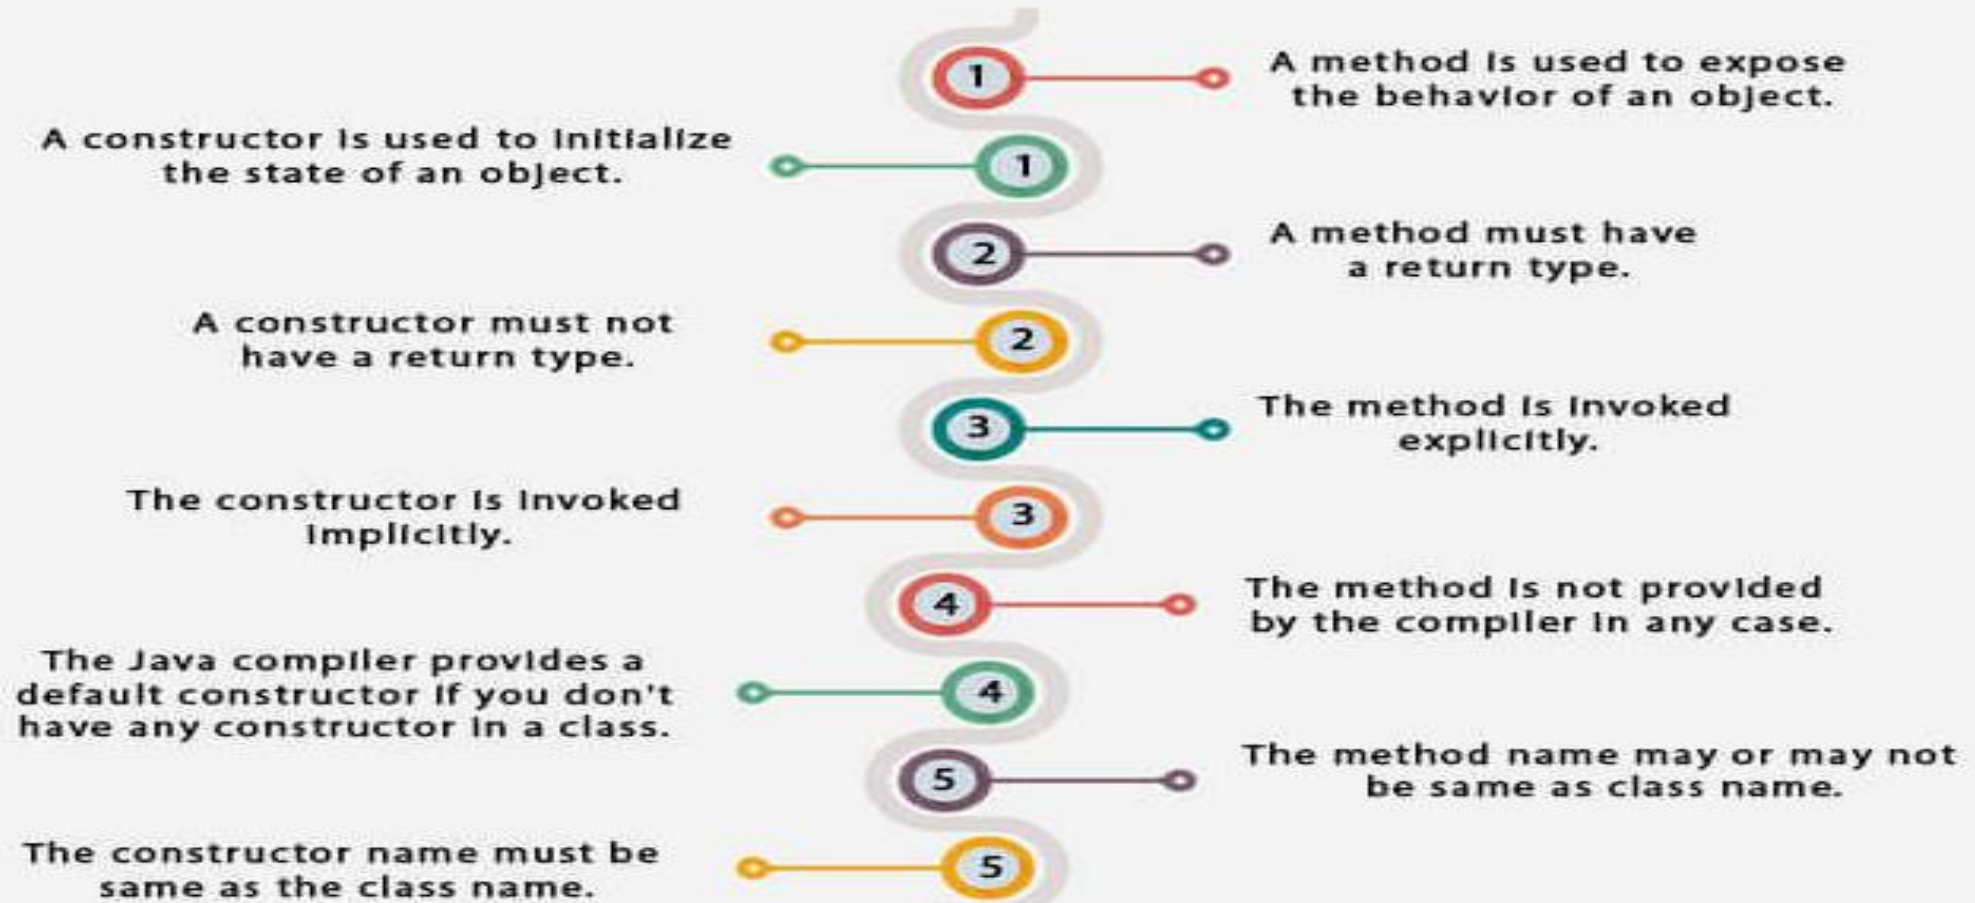 1
A method is used to expose
the behavior of an object.
A constructor is used to initialize
the state of an object.
1
2
A method must have
a return type.
A constructor must not
have a return type.
2
3
The method is invoked
explicitly.
The constructor is invoked
implicitly.
3
4
The method is not provided
by the compiler in any case.
The Java compiler provides a
default constructor if you don't
have any constructor in a class.
4
5
The method name may or may not
be same as class name.
The constructor name must be
same as the class name.
5